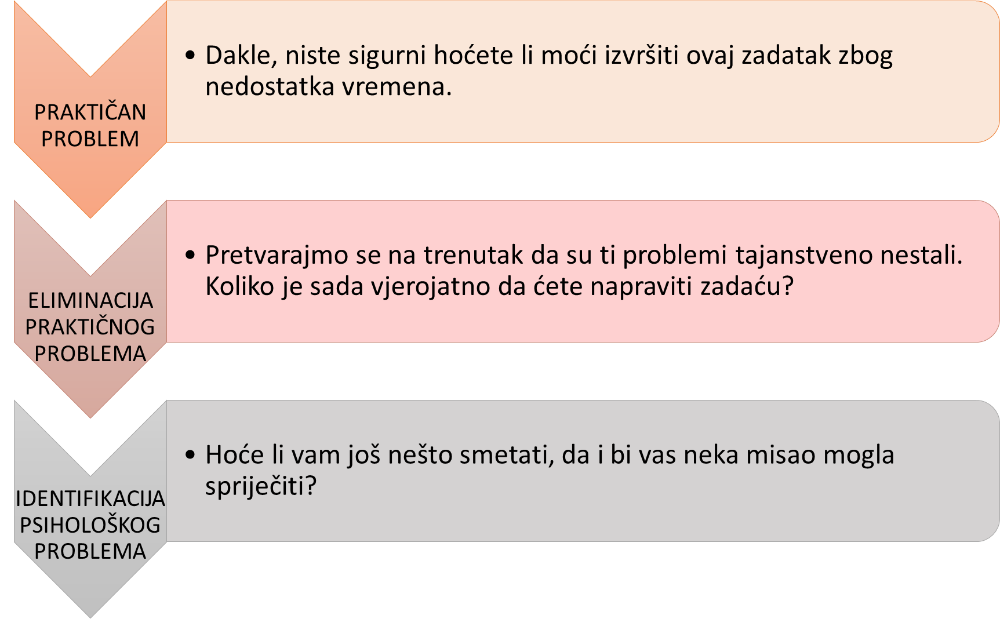 PRAKTIČAN
PROBLEM
• Dakle, niste sigurni hoćete li moći izvršiti ovaj zadatak zbog
nedostatka vremena.
ELIMINACIJA
PRAKTIČNOG
PROBLEMA
• Pretvarajmo se na trenutak da su ti problemi tajanstveno nestali.
Koliko je sada vjerojatno da ćete napraviti zadaću?
IDENTIFIKACIJA
PSIHOLOŠKOG
PROBLEMA
• Hoće li vam još nešto smetati, da i bi vas neka misao mogla
spriječiti?